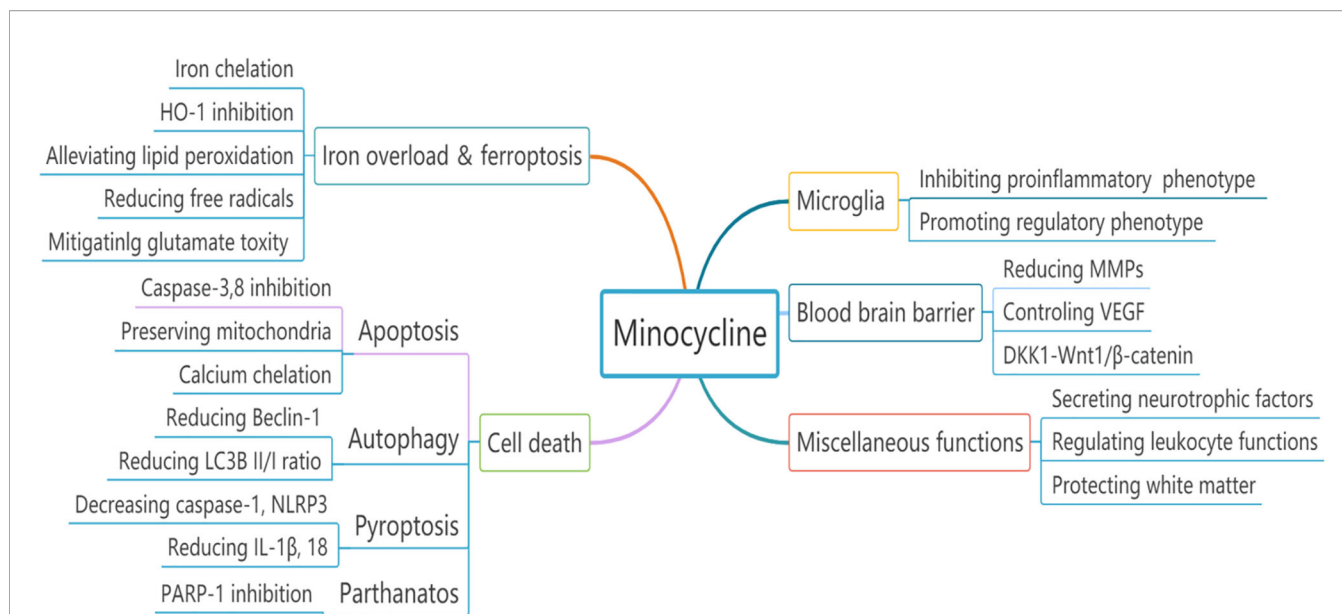 Iron chelation
HO-1 inhibition
Alleviating lipid peroxidation
Reducing free radicals
Mitigatinlg glutamate toxity
Iron overload & ferroptosis
Caspase-3,8 inhibition
Preserving mitochondria
Calcium chelation
Apoptosis
Reducing Beclin-1
Reducing LC3B II/I ratio
Autophagy
Decreasing caspase-1, NLRP3
Reducing IL-1β, 18
Pyroptosis
PARP-1 inhibition
Parthanatos
Cell death
Minocycline
Microglia
Inhibiting proinflammatory phenotype
Promoting regulatory phenotype
Blood brain barrier
Reducing MMPs
Controling VEGF
DKK1-Wnt1/β-catenin
Miscellaneous functions
Secreting neurotrophic factors
Regulating leukocyte functions
Protecting white matter